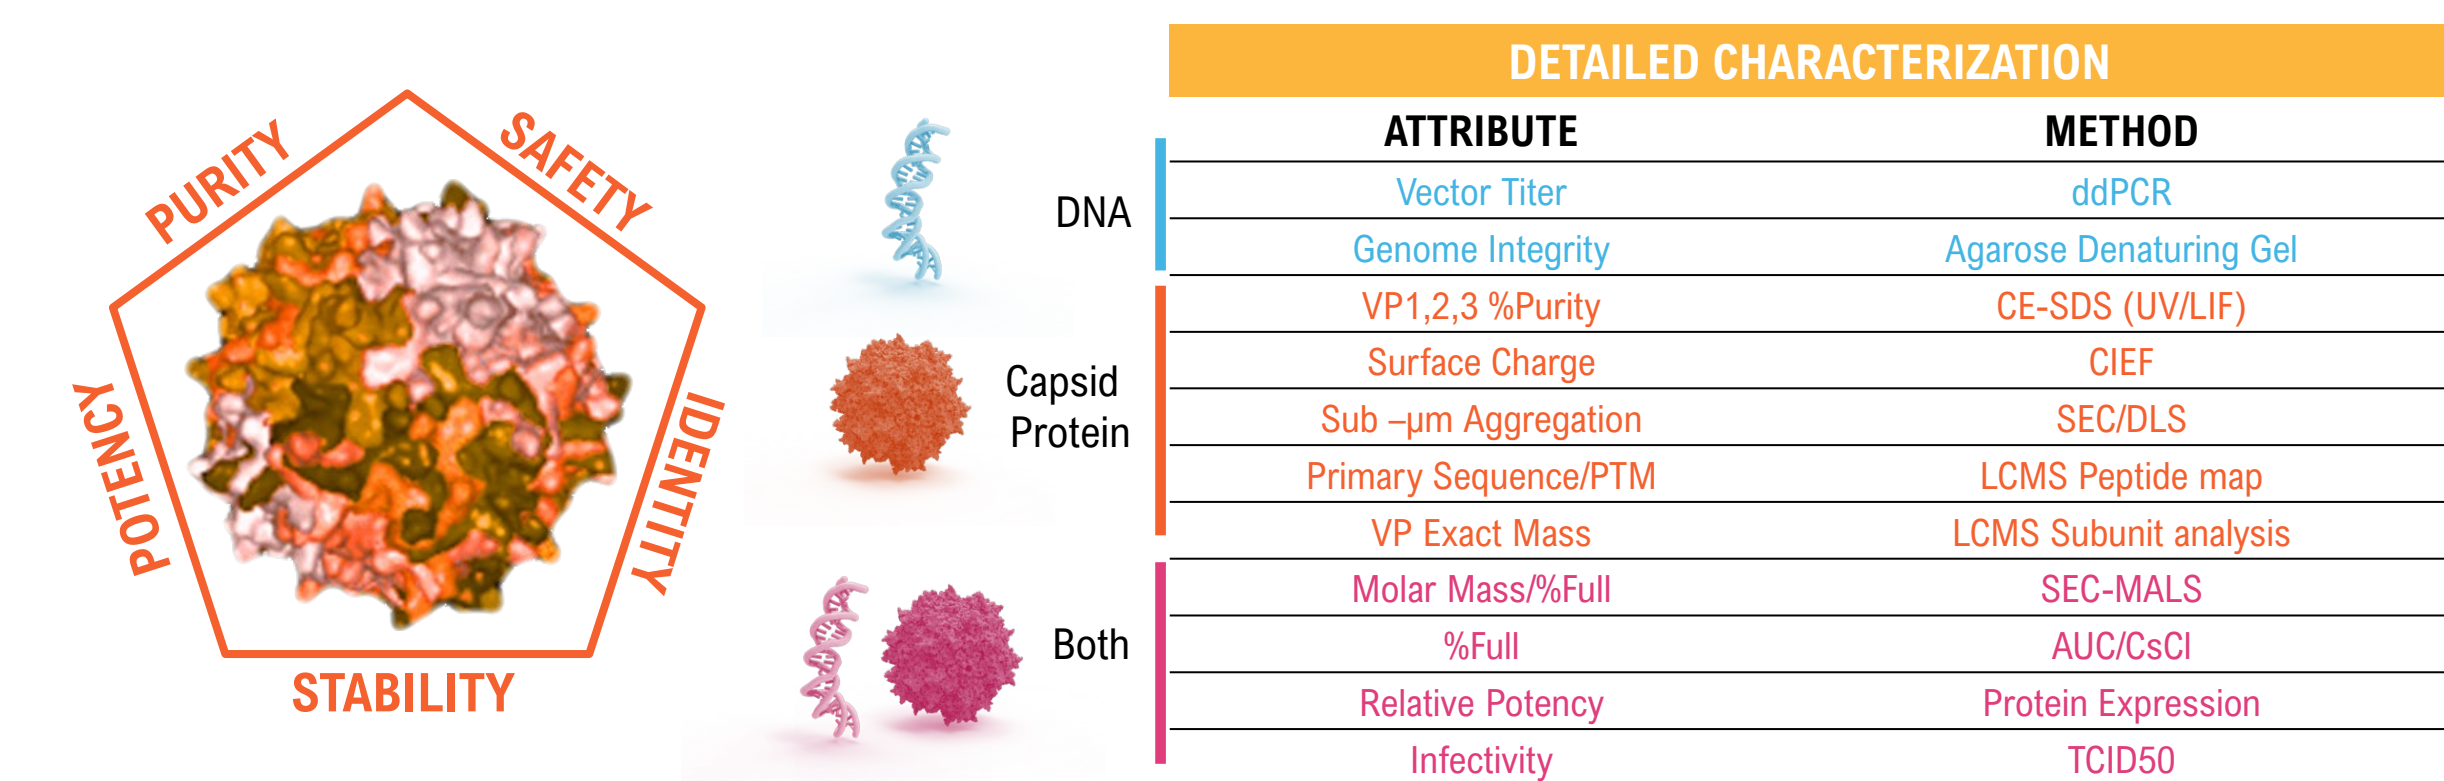 PURITY
SAFETY
POTENCY
IDENTITY
STABILITY
DNA
Capsid
Protein
Both
DETAILED CHARACTERIZATION
ATTRIBUTE METHOD
Vector Titer ddPCR
Genome Integrity Agarose Denaturing Gel
VP1,2,3 %Purity CE-SDS (UV/LIF)
Surface Charge CIEF
Sub –µm Aggregation SEC/DLS
Primary Sequence/PTM LCMS Peptide map
VP Exact Mass LCMS Subunit analysis
Molar Mass/%Full SEC-MALS
%Full AUC/CsCl
Relative Potency Protein Expression
Infectivity TCID50